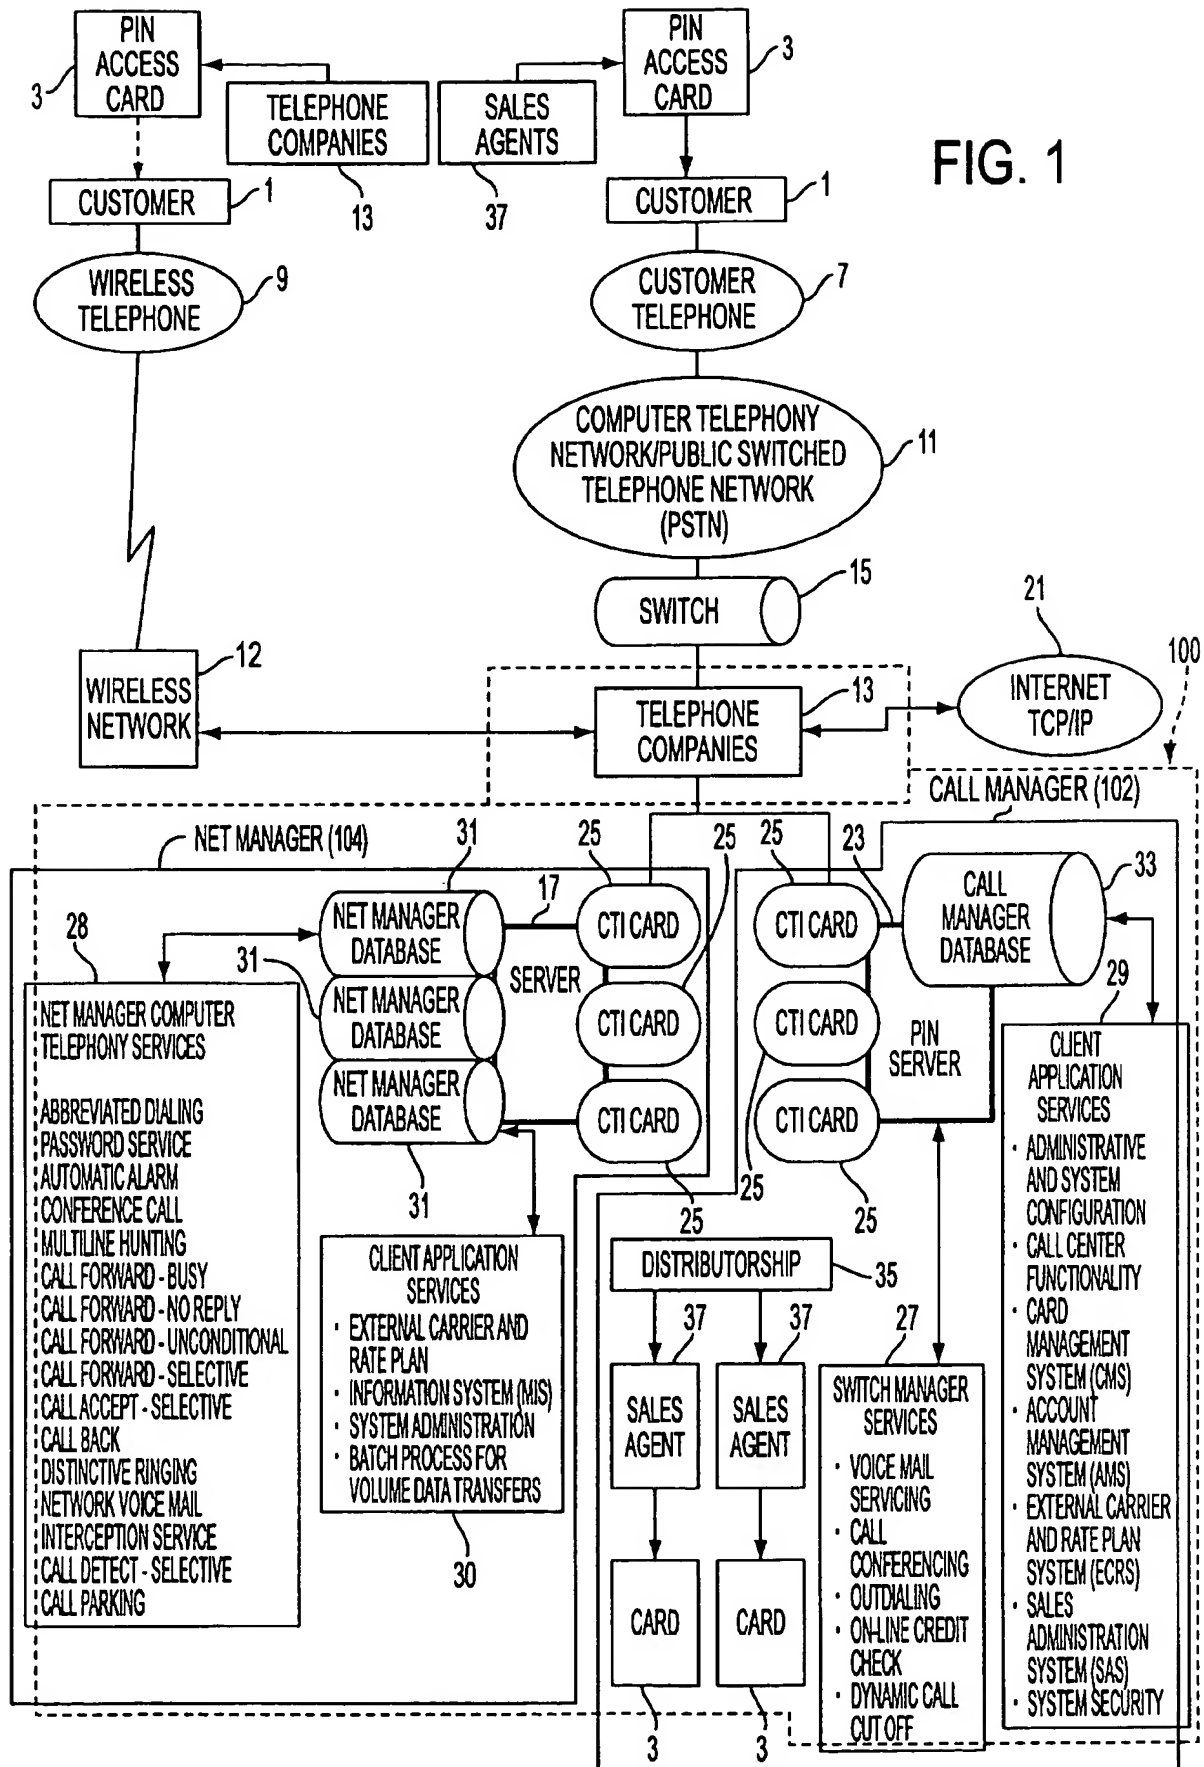 PIN
ACCESS
CARD
3
TELEPHONE
COMPANIES
13
SALES
AGENTS
37
PIN
ACCESS
CARD
3
FIG. 1
CUSTOMER
1
CUSTOMER
1
WIRELESS
TELEPHONE
9
CUSTOMER
TELEPHONE
7
COMPUTER TELEPHONY
NETWORK/PUBLIC SWITCHED
TELEPHONE NETWORK
(PSTN)
11
SWITCH
15
WIRELESS
NETWORK
12
TELEPHONE
COMPANIES
13
INTERNET
TCP/IP
21
100
NET MANAGER (104)
CALL MANAGER (102)
31
NET MANAGER
DATABASE
31
NET MANAGER
DATABASE
NET MANAGER
DATABASE
31
17
SERVER
25
CTI CARD
25
CTI CARD
CTI CARD
25
25
CTI CARD
CTI CARD
25
CTI CARD
25
23
CALL
MANAGER
DATABASE
33
PIN
SERVER
28
NET MANAGER COMPUTER
TELEPHONY SERVICES
ABBREVIATED DIALING
PASSWORD SERVICE
AUTOMATIC ALARM
CONFERENCE CALL
MULTILINE HUNTING
CALL FORWARD - BUSY
CALL FORWARD - NO REPLY
CALL FORWARD - UNCONDITIONAL
CALL FORWARD - SELECTIVE
CALL ACCEPT - SELECTIVE
CALL BACK
DISTINCTIVE RINGING
NETWORK VOICE MAIL
INTERCEPTION SERVICE
CALL DETECT - SELECTIVE
CALL PARKING
CLIENT APPLICATION
SERVICES
· EXTERNAL CARRIER AND
RATE PLAN
· INFORMATION SYSTEM (MIS)
· SYSTEM ADMINISTRATION
· BATCH PROCESS FOR
VOLUME DATA TRANSFERS
30
DISTRIBUTORSHIP
35
37
SALES
AGENT
37
SALES
AGENT
CARD
3
CARD
3
27
SWITCH MANAGER
SERVICES
· VOICE MAIL
SERVICING
· CALL
CONFERENCING
· OUTDIALING
· ON-LINE CREDIT
CHECK
· DYNAMIC CALL
CUT OFF
29
CLIENT
APPLICATION
SERVICES
· ADMINISTRATIVE
AND SYSTEM
CONFIGURATION
· CALL CENTER
FUNCTIONALITY
· CARD
MANAGEMENT
SYSTEM (CMS)
· ACCOUNT
MANAGEMENT
SYSTEM (AMS)
· EXTERNAL CARRIER
AND RATE PLAN
SYSTEM (ECRS)
· SALES
ADMINISTRATION
SYSTEM (SAS)
· SYSTEM SECURITY